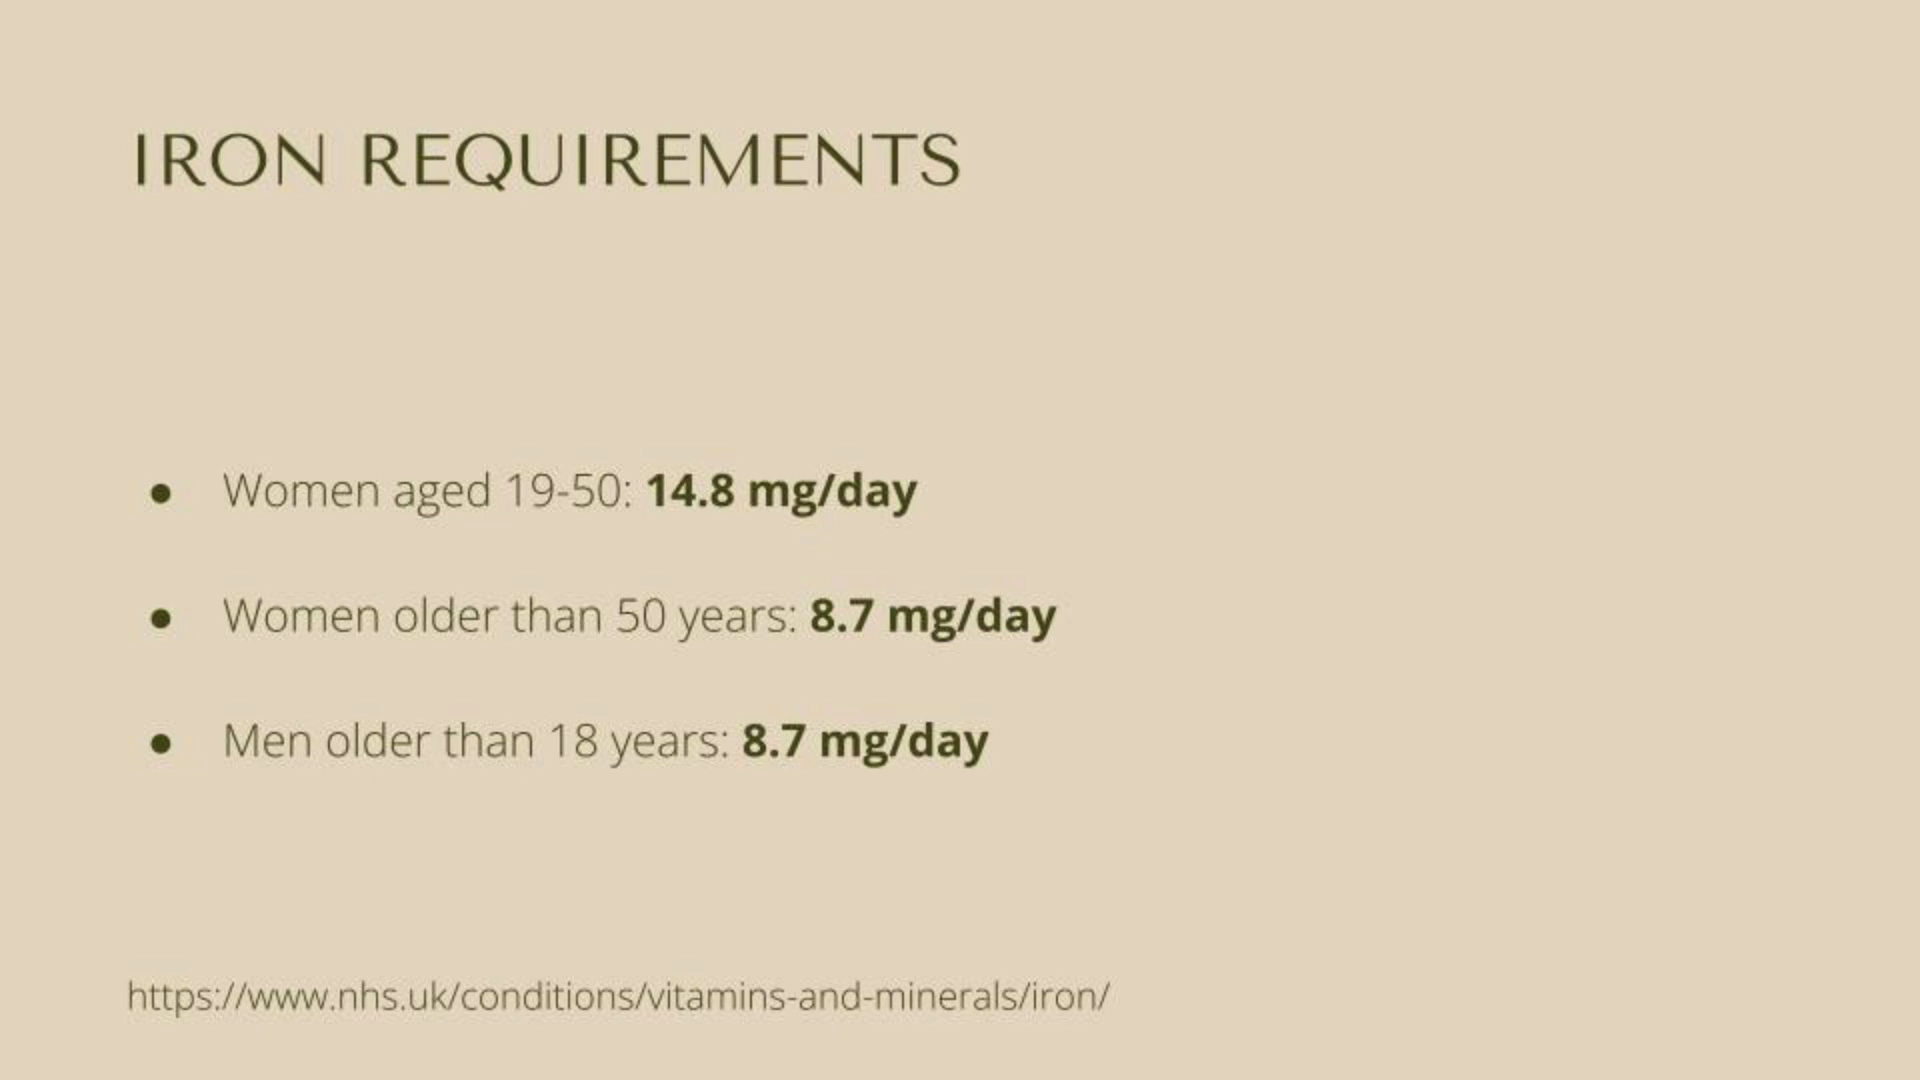 IRON REQUIREMENTS
● Women aged 19-50: 14.8 mg/day
● Women older than 50 years: 8.7 mg/day
● Men older than 18 years: 8.7 mg/day
https://www.nhs.uk/conditions/vitamins-and-minerals/iron/